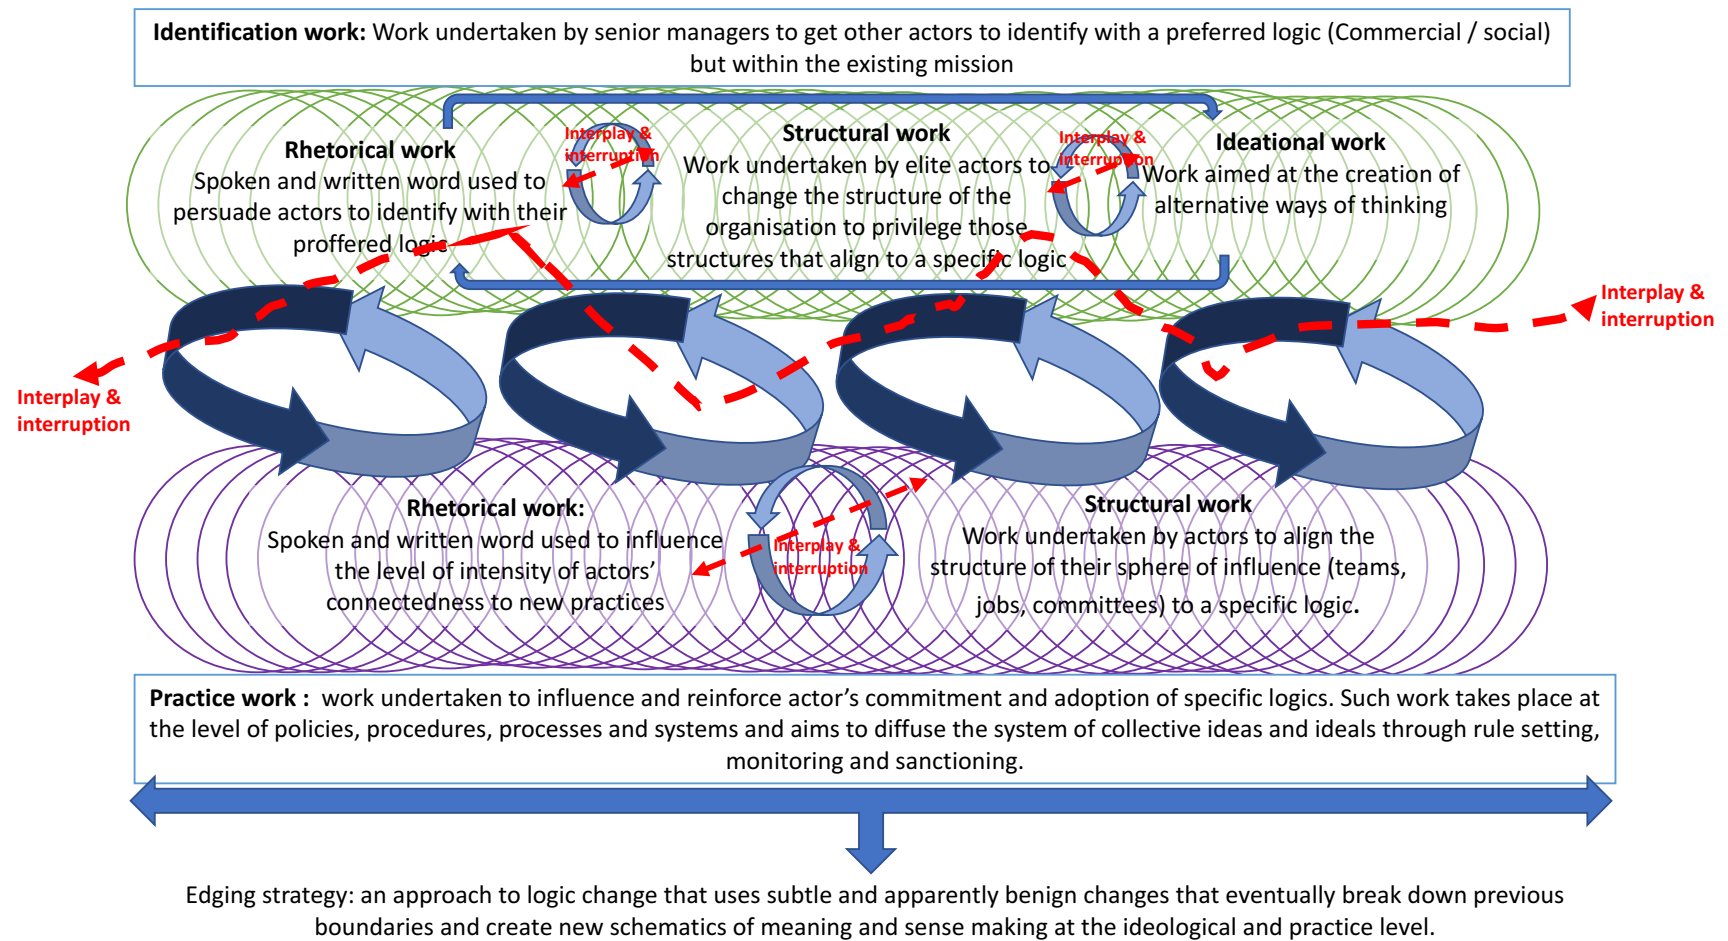 Identification work: Work undertaken by senior managers to get other actors to identify with a preferred logic (Commercial / social)
but within the existing mission
Rhetorical work
Spoken and written word used to
persuade actors to identify with their
proffered logic
Interplay &
interruption
Structural work
Work undertaken by elite actors to
change the structure of the
organisation to privilege those
structures that align to a specific logic
Interplay &
interruption
Ideational work
Work aimed at the creation of
alternative ways of thinking
Interplay &
interruption
Interplay &
interruption
Rhetorical work:
Spoken and written word used to influence
the level of intensity of actors’
connectedness to new practices
Interplay &
interruption
Structural work
Work undertaken by actors to align the
structure of their sphere of influence (teams,
jobs, committees) to a specific logic.
Practice work : work undertaken to influence and reinforce actor’s commitment and adoption of specific logics. Such work takes place at
the level of policies, procedures, processes and systems and aims to diffuse the system of collective ideas and ideals through rule setting,
monitoring and sanctioning.
Edging strategy: an approach to logic change that uses subtle and apparently benign changes that eventually break down previous
boundaries and create new schematics of meaning and sense making at the ideological and practice level.